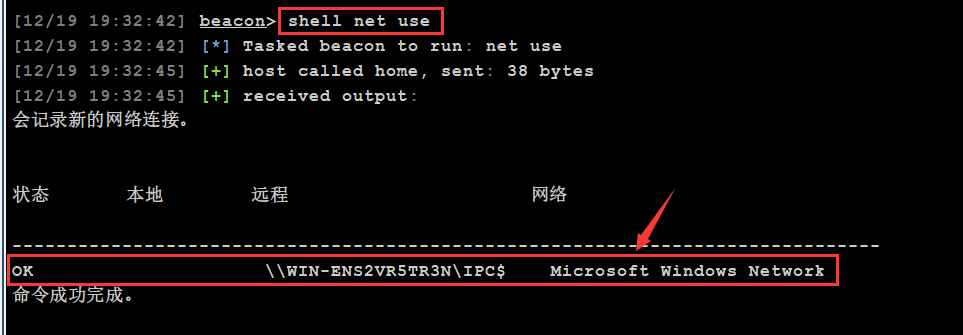 [12/19 19:32:42] beacon> shell net use
[12/19 19:32:42] [*] Tasked beacon to run: net use
[12/19 19:32:45] [+] host called home, sent: 38 bytes
[12/19 19:32:45] [+] received output:
会记录新的网络连接。
状态 本地 远程 网络
-------------------------------------------------------------------------------
OK \\WIN-ENS2VR5TR3N\IPC$ Microsoft Windows Network
命令成功完成。